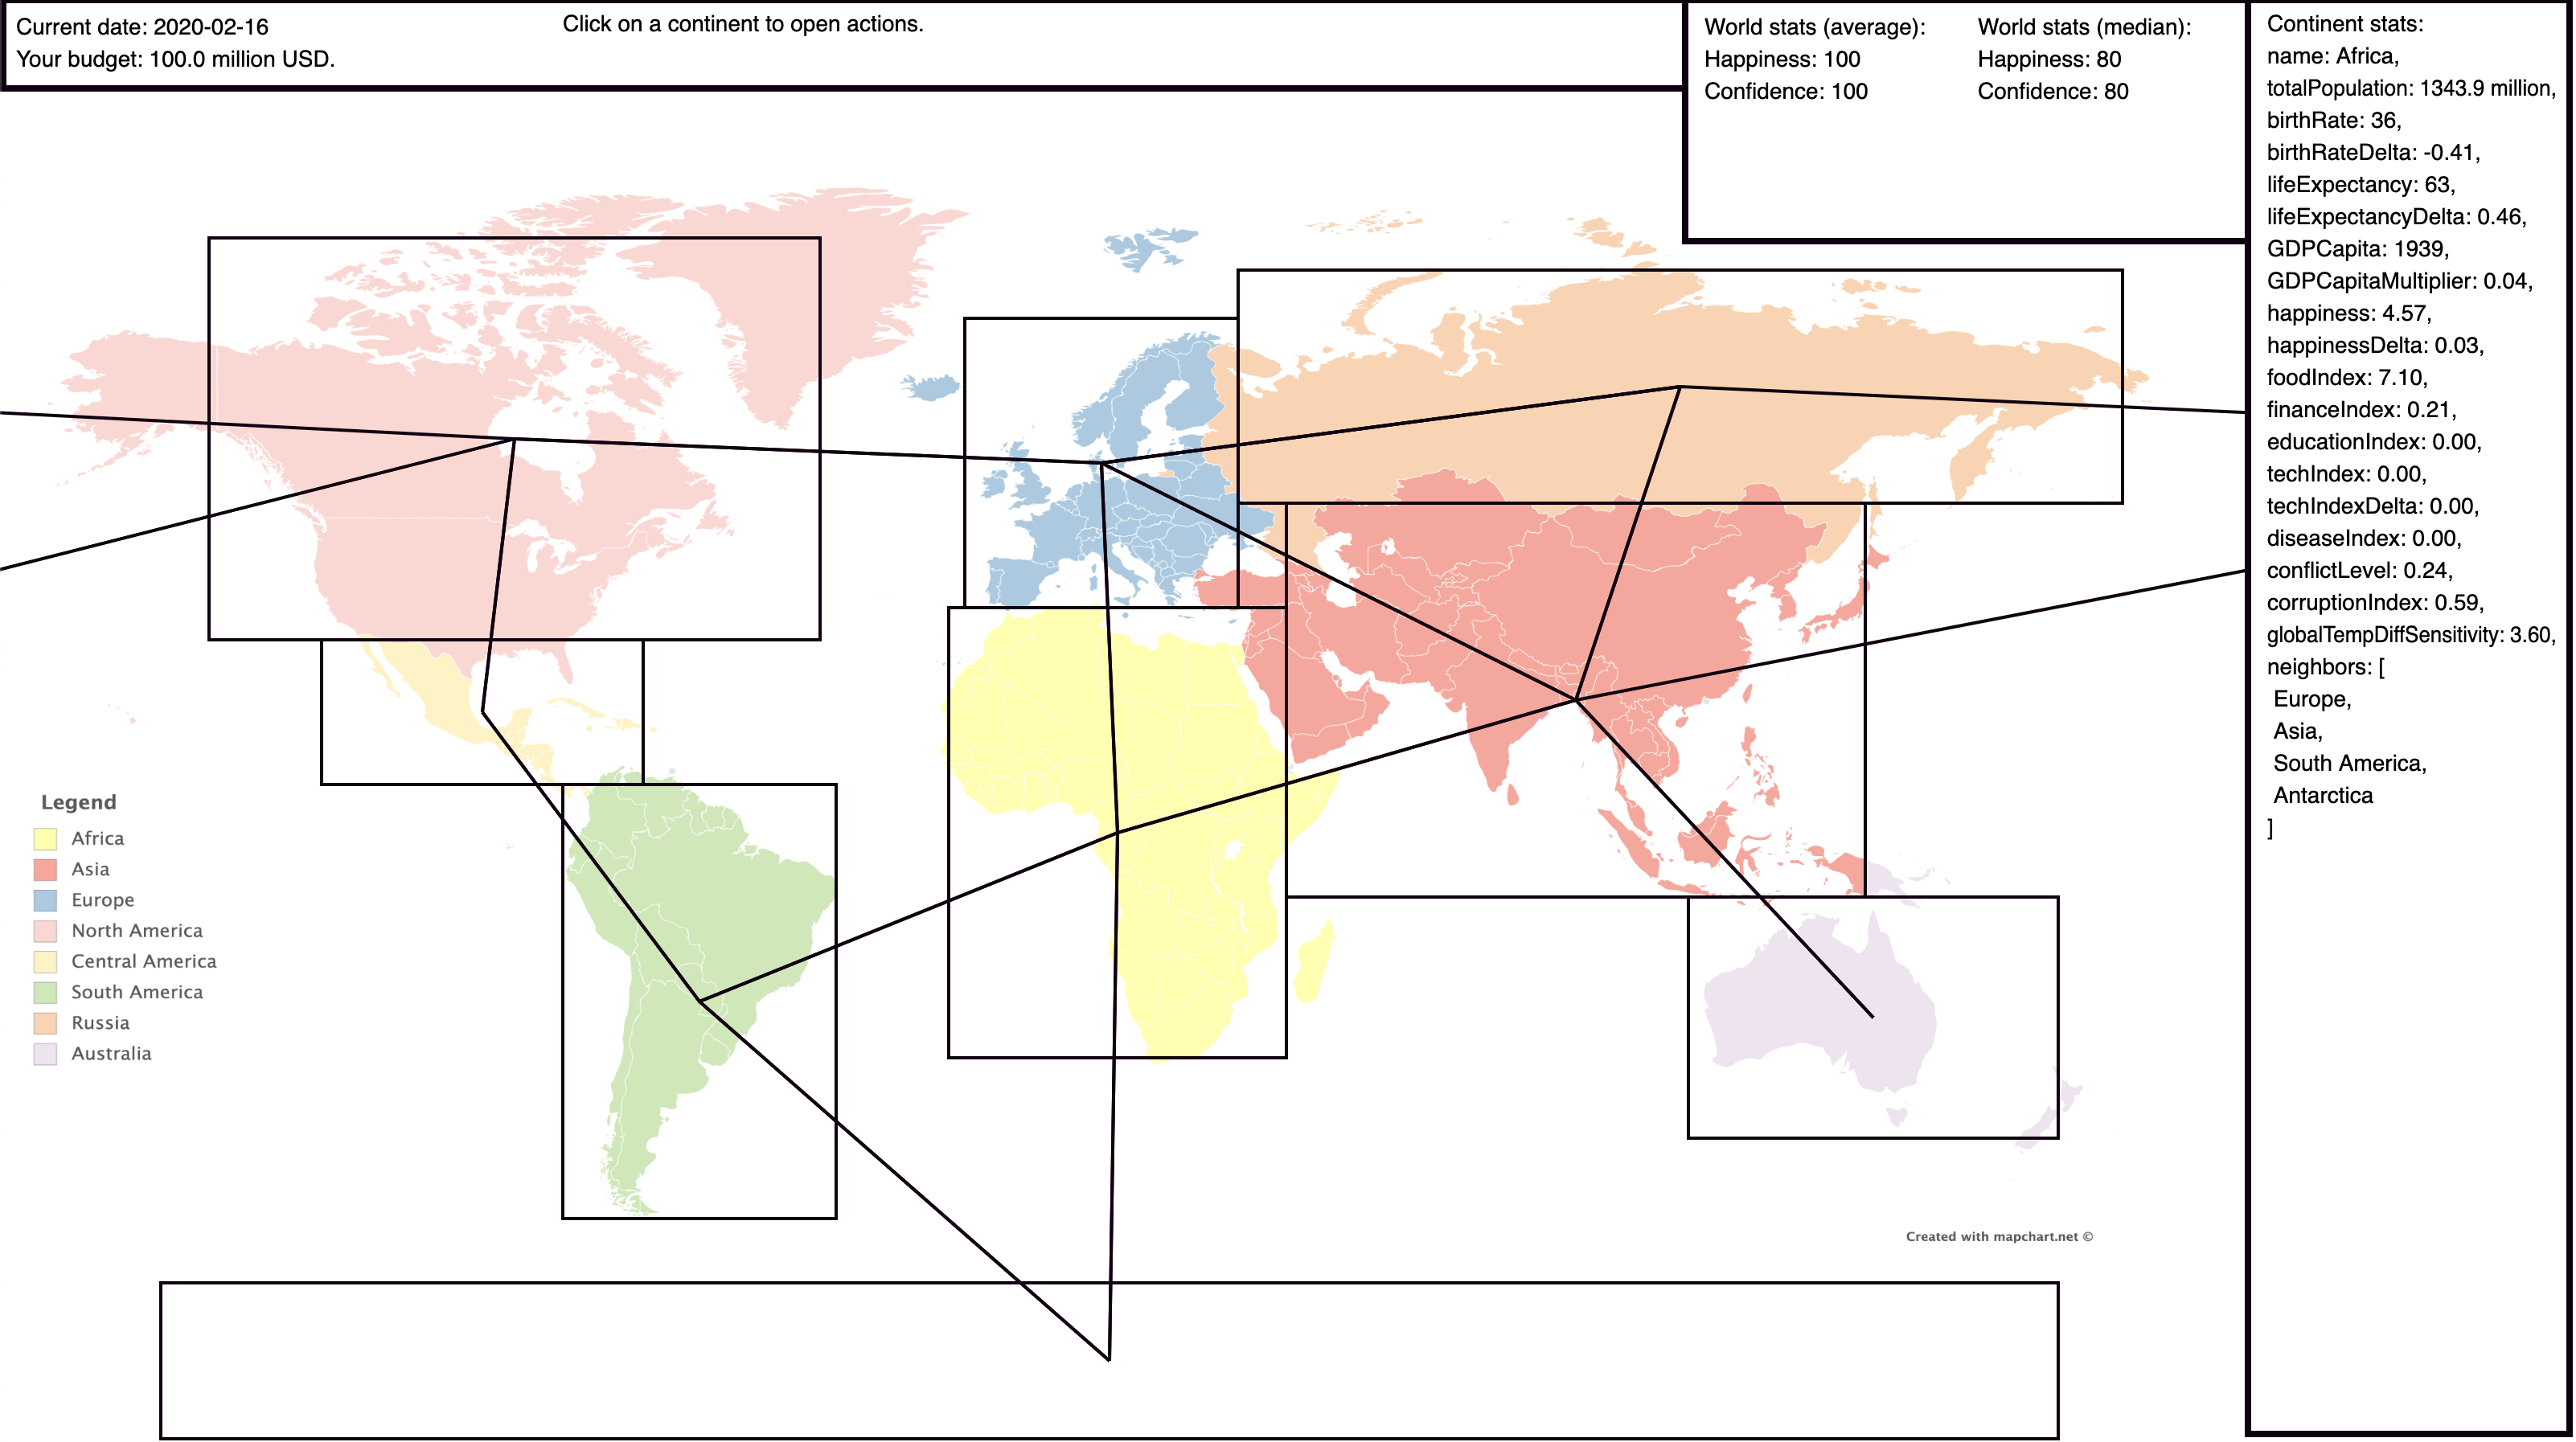 Current date: 2020-02-16
Your budget: 100.0 million USD.
Click on a continent to open actions.
World stats (average):
Happiness: 100
Confidence: 100
World stats (median):
Happiness: 80
Confidence: 80
Continent stats:
name: Africa,
totalPopulation: 1343.9 million,
birthRate: 36,
birthRateDelta: -0.41,
lifeExpectancy: 63,
lifeExpectancyDelta: 0.46,
GDPCapita: 1939,
GDPCapitaMultiplier: 0.04,
happiness: 4.57,
happinessDelta: 0.03,
foodIndex: 7.10,
financeIndex: 0.21,
educationIndex: 0.00,
techIndex: 0.00,
techIndexDelta: 0.00,
diseaseIndex: 0.00,
conflictLevel: 0.24,
corruptionIndex: 0.59,
globalTempDiffSensitivity: 3.60,
neighbors: [
Europe,
Asia,
South America,
Antarctica
]
Legend
Africa
Asia
Europe
North America
Central America
South America
Russia
Australia
Created with mapchart.net ©